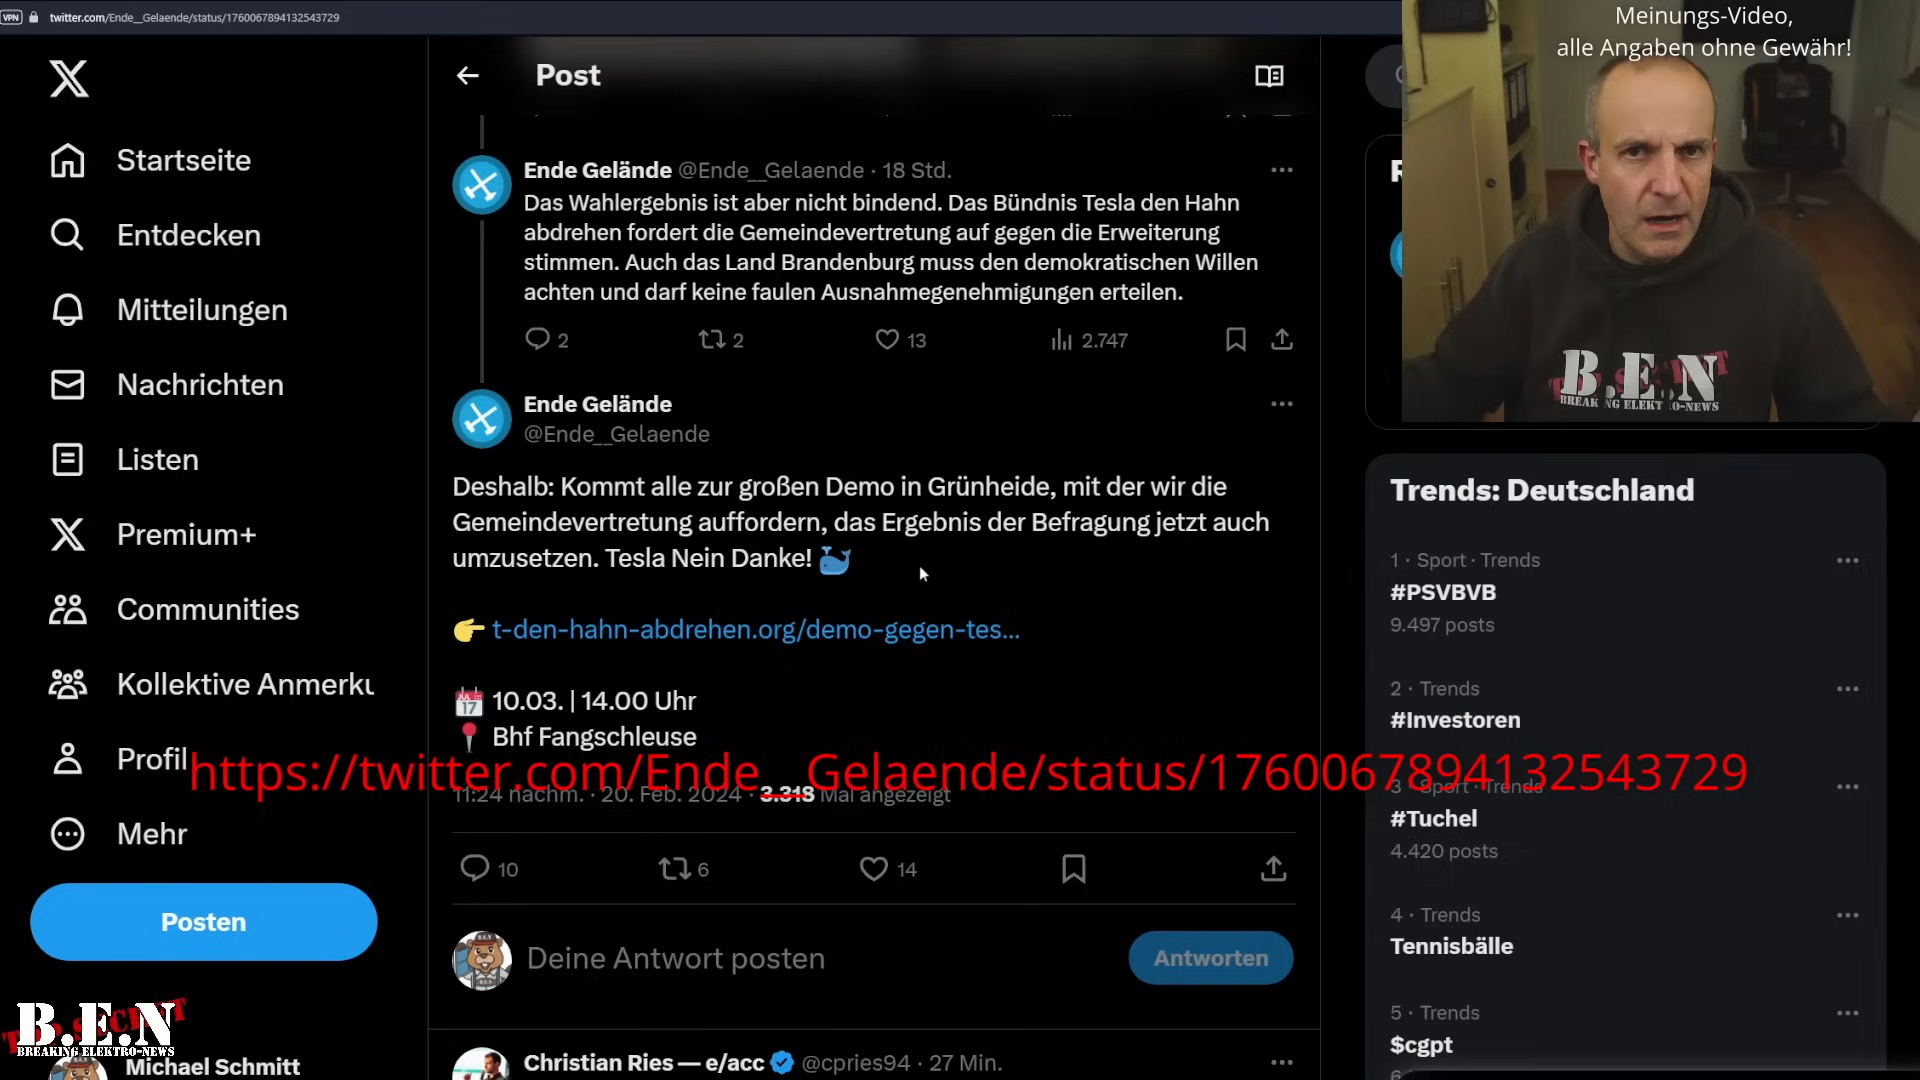 VPN
twitter.com/Ende__Gelaende/status/1760067894132543729
Meinungs-Video,
alle Angaben ohne Gewähr!
Startseite
Entdecken
Mitteilungen
Nachrichten
Listen
Premium+
Communities
Kollektive Anmerku
Profil
Mehr
Posten
Michael Schmitt
B.E.N
BREAKING ELEKTRO-NEWS
Post
Ende Gelände @Ende__Gelaende · 18 Std.
Das Wahlergebnis ist aber nicht bindend. Das Bündnis Tesla den Hahn
abdrehen fordert die Gemeindevertretung auf gegen die Erweiterung
stimmen. Auch das Land Brandenburg muss den demokratischen Willen
achten und darf keine faulen Ausnahmegenehmigungen erteilen.
2 2 13 2.747
Ende Gelände
@Ende__Gelaende
Deshalb: Kommt alle zur großen Demo in Grünheide, mit der wir die
Gemeindevertretung auffordern, das Ergebnis der Befragung jetzt auch
umzusetzen. Tesla Nein Danke!
t-den-hahn-abdrehen.org/demo-gegen-tes...
10.03. | 14.00 Uhr
Bhf Fangschleuse
https://twitter.com/Ende__Gelaende/status/1760067894132543729
11:24 nachm. · 20. Feb. 2024 · 3.318 Mal angezeigt
10 6 14
Deine Antwort posten
Antworten
Christian Ries — e/acc @cpries94 · 27 Min.
B.E.N
BREAKING ELEKTRO-NEWS
Trends: Deutschland
1 · Sport · Trends
#PSVBVB
9.497 posts
2 · Trends
#Investoren
3 · Sport · Trends
#Tuchel
4.420 posts
4 · Trends
Tennisbälle
5 · Trends
$cgpt